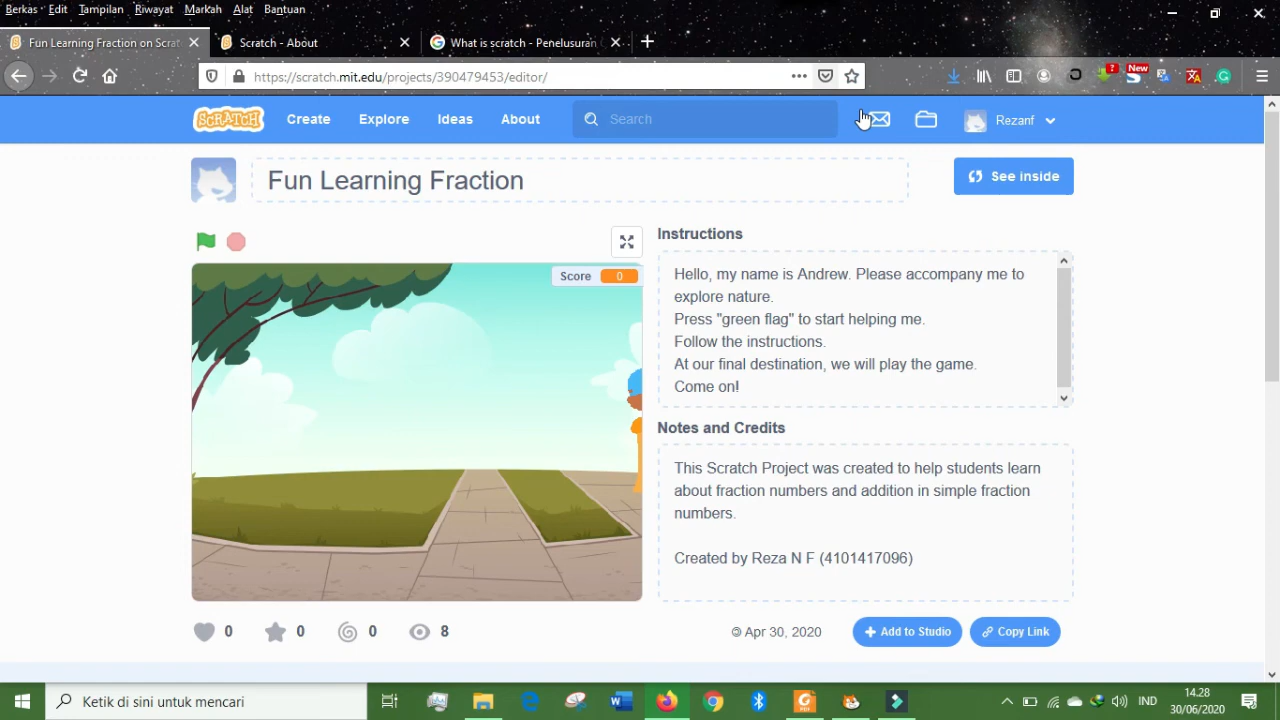 Berkas Edit Tampilan Riwayat Markah Alat Bantuan
Fun Learning Fraction on Scrat
Scratch - About
What is scratch - Penelusuran
https://scratch.mit.edu/projects/390479453/editor/
?
New
SCRATCH Create Explore Ideas About Search Rezanf
Fun Learning Fraction
See inside
Score 0
Instructions
Hello, my name is Andrew. Please accompany me to
explore nature.
Press "green flag" to start helping me.
Follow the instructions.
At our final destination, we will play the game.
Come on!
Notes and Credits
This Scratch Project was created to help students learn
about fraction numbers and addition in simple fraction
numbers.
Created by Reza N F (4101417096)
0 0 0 8
© Apr 30, 2020
Add to Studio
Copy Link
Ketik di sini untuk mencari
IND
14.28
30/06/2020